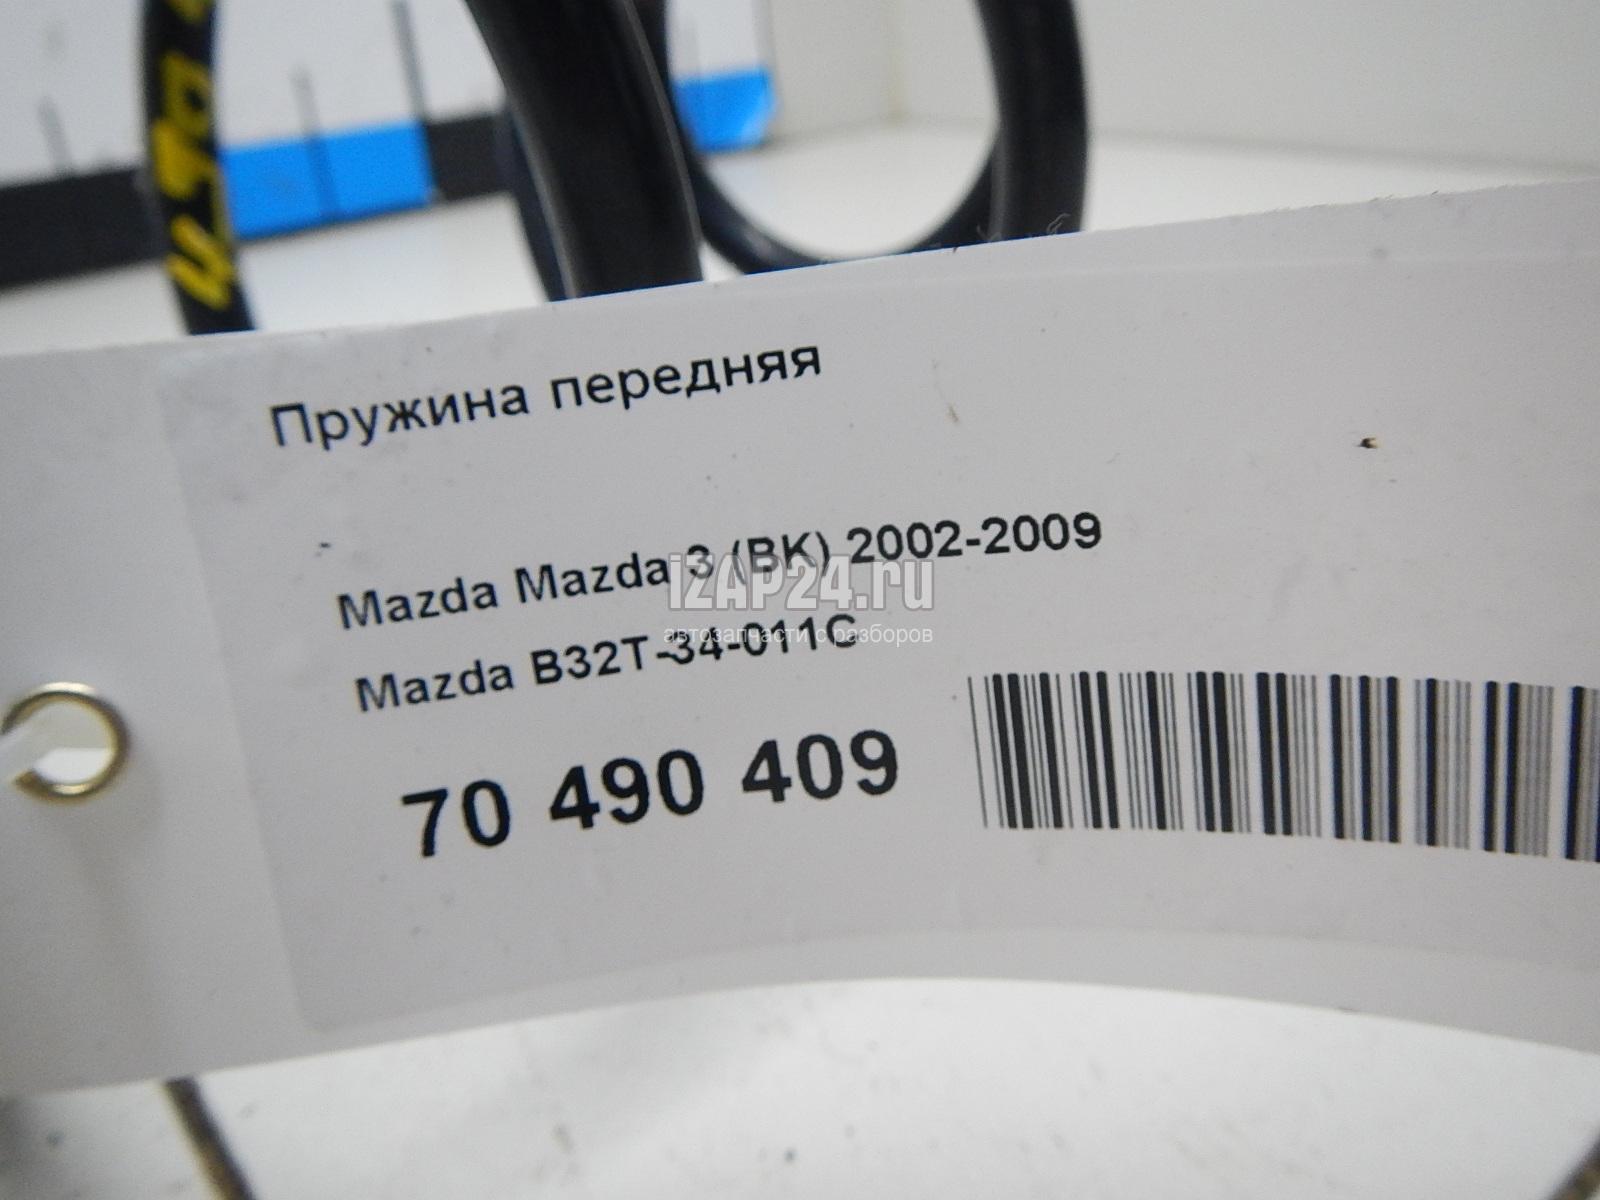 Пружина передняя
Mazda Mazda 3 (BK) 2002-2009
iZAP24.ru
автозапчасти с разборов
Mazda B32T-34-011C
70 490 409